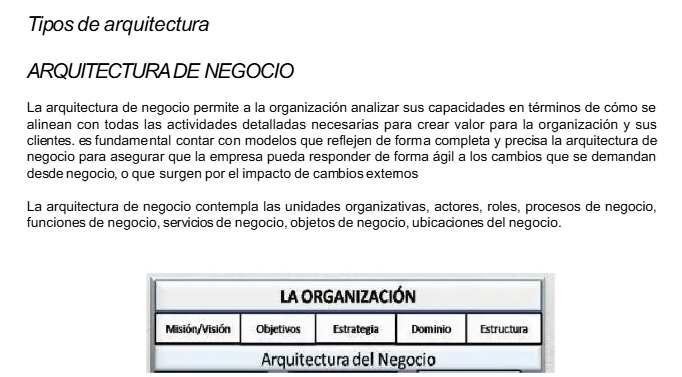 Tipos de arquitectura
ARQUITECTURA DE NEGOCIO
La arquitectura de negocio permite a la organización analizar sus capacidades en términos de cómo se
alinean con todas las actividades detalladas necesarias para crear valor para la organización y sus
clientes. es fundamental contar con modelos que reflejen de forma completa y precisa la arquitectura de
negocio para asegurar que la empresa pueda responder de forma ágil a los cambios que se demandan
desde negocio, o que surgen por el impacto de cambios externos
La arquitectura de negocio contempla las unidades organizativas, actores, roles, procesos de negocio,
funciones de negocio, servicios de negocio, objetos de negocio, ubicaciones del negocio.
LA ORGANIZACIÓN
Misión/Visión Objetivos Estrategia Dominio Estructura
Arquitectura del Negocio